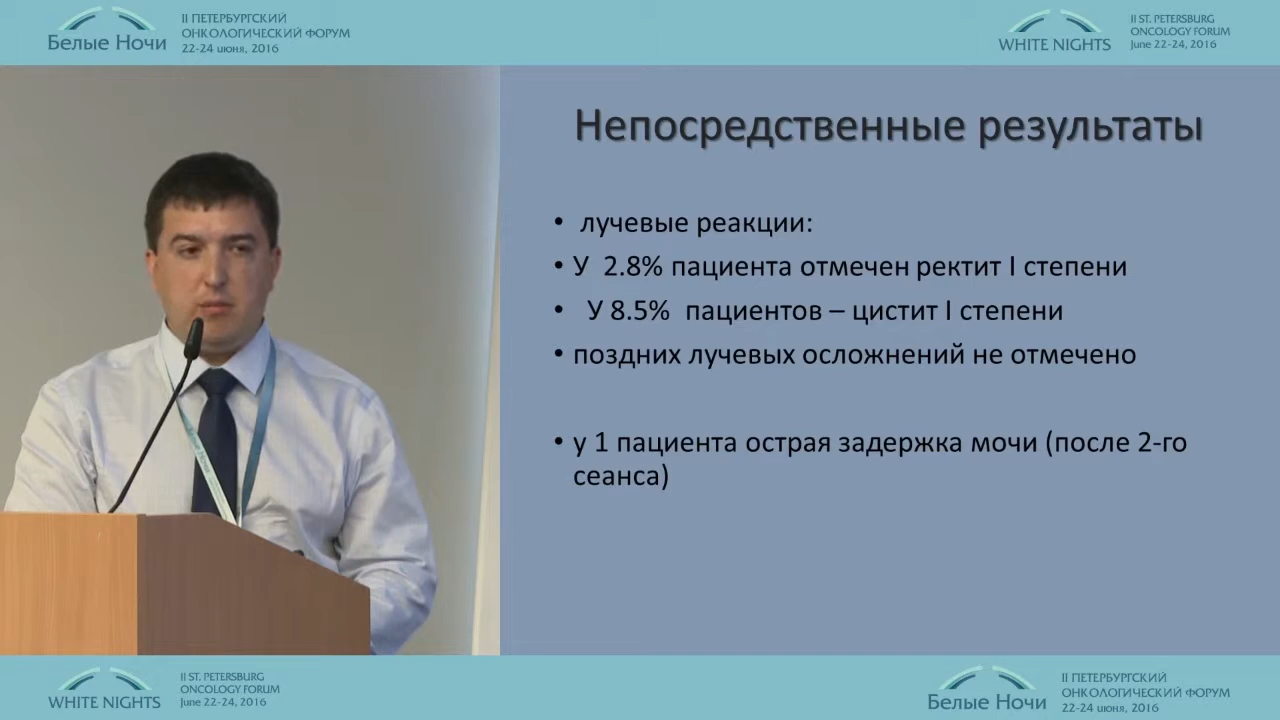 Белые Ночи
II ПЕТЕРБУРГСКИЙ
ОНКОЛОГИЧЕСКИЙ ФОРУМ
22-24 июня, 2016
WHITE NIGHTS
II ST. PETERSBURG
ONCOLOGY FORUM
June 22-24, 2016
Непосредственные результаты
• лучевые реакции:
• У 2.8% пациента отмечен ректит I степени
• У 8.5% пациентов – цистит I степени
• поздних лучевых осложнений не отмечено
• у 1 пациента острая задержка мочи (после 2-го
сеанса)
WHITE NIGHTS
II ST. PETERSBURG
ONCOLOGY FORUM
June 22-24, 2016
Белые Ночи
II ПЕТЕРБУРГСКИЙ
ОНКОЛОГИЧЕСКИЙ ФОРУМ
22-24 июня, 2016